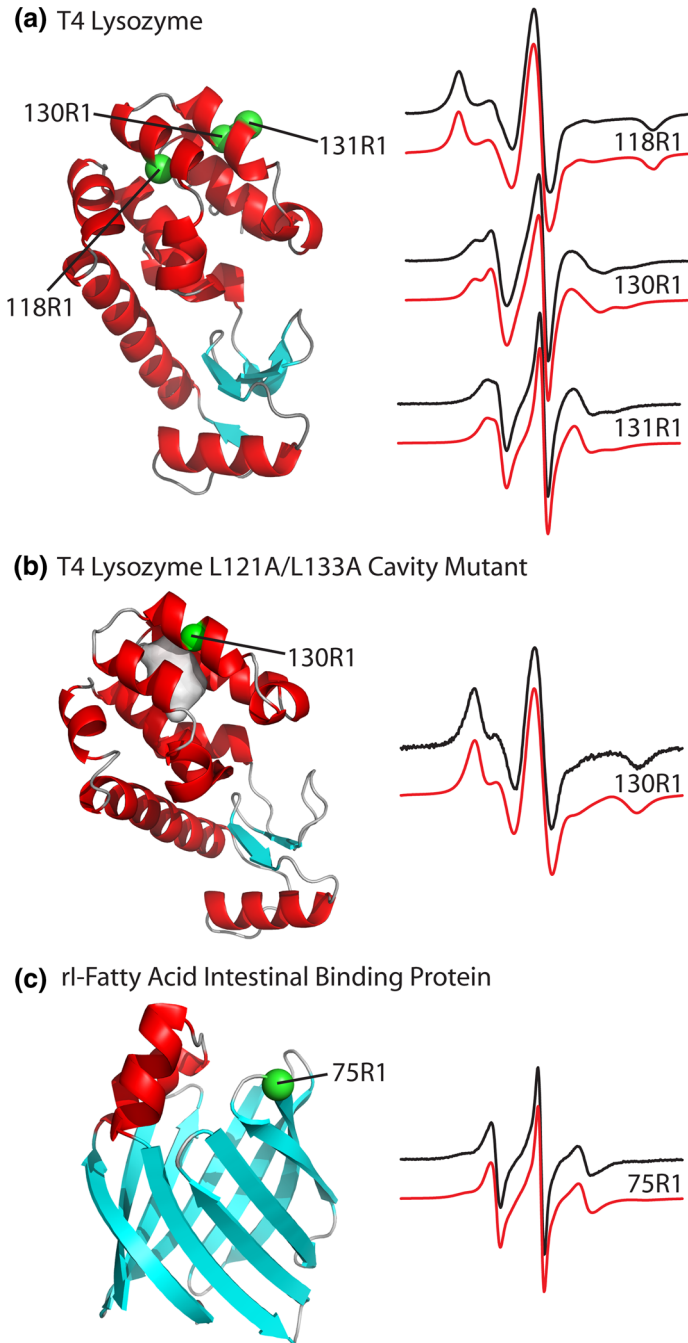 (a) T4 Lysozyme
130R1
131R1
118R1
118R1
130R1
131R1
(b) T4 Lysozyme L121A/L133A Cavity Mutant
130R1
130R1
(c) rI-Fatty Acid Intestinal Binding Protein
75R1
75R1